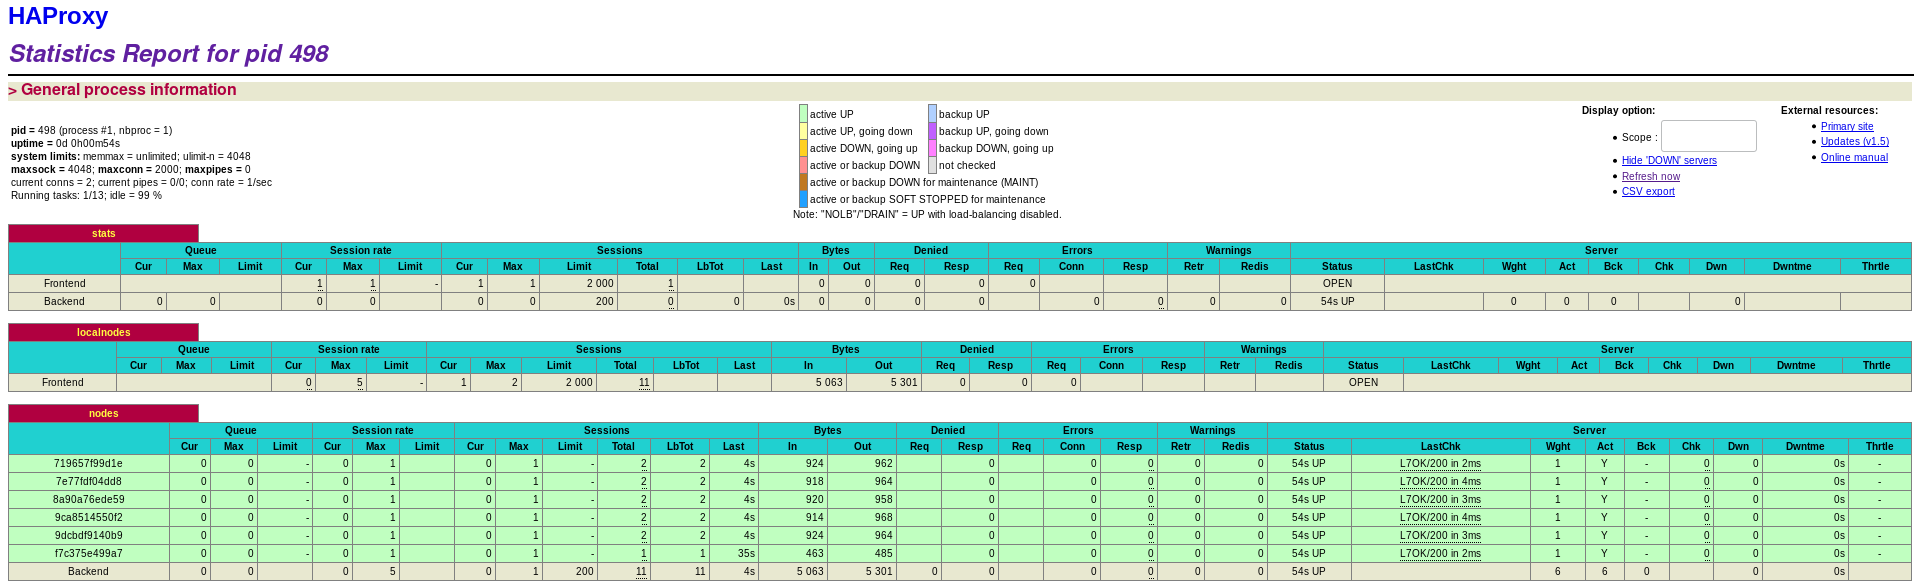 HAProxy
Statistics Report for pid 498
> General process information
pid = 498 (process #1, nbproc = 1)
uptime = 0d 0h00m54s
system limits: memmax = unlimited; ulimit-n = 4048
maxsock = 4048; maxconn = 2000; maxpipes = 0
current conns = 2; current pipes = 0/0; conn rate = 1/sec
Running tasks: 1/13; idle = 99 %
active UP backup UP
active UP, going down backup UP, going down
active DOWN, going up backup DOWN, going up
active or backup DOWN not checked
active or backup DOWN for maintenance (MAINT)
active or backup SOFT STOPPED for maintenance
Note: "NOLB"/"DRAIN" = UP with load-balancing disabled.
Display option:
Scope :
Hide 'DOWN' servers
Refresh now
CSV export
External resources:
Primary site
Updates (v1.5)
Online manual
stats
Queue Session rate Sessions Bytes Denied Errors Warnings Server
Cur Max Limit Cur Max Limit Cur Max Limit Total LbTot Last In Out Req Resp Req Conn Resp Retr Redis Status LastChk Wght Act Bck Chk Dwn Dwntme Thrtle
Frontend 1 1 - 1 1 2 000 1 0 0 0 0 0 OPEN
Backend 0 0 0 0 0 0 200 0 0 0s 0 0 0 0 0 0 0 0 54s UP 0 0 0 0
localnodes
Queue Session rate Sessions Bytes Denied Errors Warnings Server
Cur Max Limit Cur Max Limit Cur Max Limit Total LbTot Last In Out Req Resp Req Conn Resp Retr Redis Status LastChk Wght Act Bck Chk Dwn Dwntme Thrtle
Frontend 0 5 - 1 2 2 000 11 5 063 5 301 0 0 0 OPEN
nodes
Queue Session rate Sessions Bytes Denied Errors Warnings Server
Cur Max Limit Cur Max Limit Cur Max Limit Total LbTot Last In Out Req Resp Req Conn Resp Retr Redis Status LastChk Wght Act Bck Chk Dwn Dwntme Thrtle
719657f99d1e 0 0 - 0 1 0 1 - 2 2 4s 924 962 0 0 0 0 0 54s UP L7OK/200 in 2ms 1 Y - 0 0 0s -
7e77fdf04dd8 0 0 - 0 1 0 1 - 2 2 4s 918 964 0 0 0 0 0 54s UP L7OK/200 in 4ms 1 Y - 0 0 0s -
8a90a76ede59 0 0 - 0 1 0 1 - 2 2 4s 920 958 0 0 0 0 0 54s UP L7OK/200 in 3ms 1 Y - 0 0 0s -
9ca8514550f2 0 0 - 0 1 0 1 - 2 2 4s 914 968 0 0 0 0 0 54s UP L7OK/200 in 4ms 1 Y - 0 0 0s -
9dcbdf9140b9 0 0 - 0 1 0 1 - 2 2 4s 924 964 0 0 0 0 0 54s UP L7OK/200 in 3ms 1 Y - 0 0 0s -
f7c375e499a7 0 0 - 0 1 0 1 - 1 1 35s 463 485 0 0 0 0 0 54s UP L7OK/200 in 2ms 1 Y - 0 0 0s -
Backend 0 0 0 5 0 1 200 11 11 4s 5 063 5 301 0 0 0 0 0 0 54s UP 6 6 0 0 0s